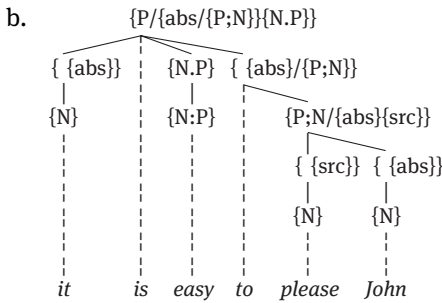 b. {P/{abs/{P;N}}{N.P}}
{ {abs}} {N.P} { {abs}/{P;N}}
{N} {N:P} {P;N/{abs}{src}}
{ {src}} { {abs}}
{N} {N}
it is easy to please John